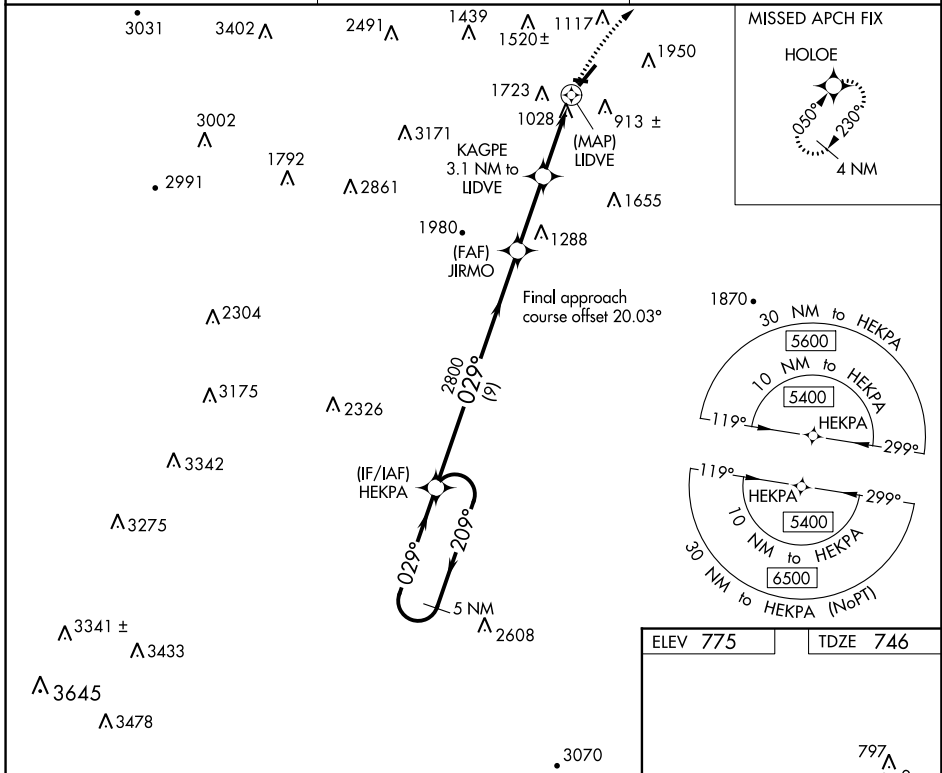 3031
3402
2491
1439
1520 ±
1117
1950
MISSED APCH FIX
HOLOE
050°
230°
4 NM
1723
1028
913 ±
(MAP)
LIDVE
3002
3171
KAGPE
3.1 NM to
LIDVE
1792
2991
2861
1655
1980
1288
(FAF)
JIRMO
Final approach
course offset 20.03°
2304
2800
029°
(9)
3175
2326
1870
30 NM to HEKPA
5600
10 NM to HEKPA
5400
HEKPA
119°
299°
3342
(IF/IAF)
HEKPA
119°
HEKPA
299°
5400
10 NM to HEKPA
6500
30 NM to HEKPA (NoPT)
3275
029°
209°
5 NM
2608
3341 ±
3433
3645
3478
3070
ELEV 775
TDZE 746
797